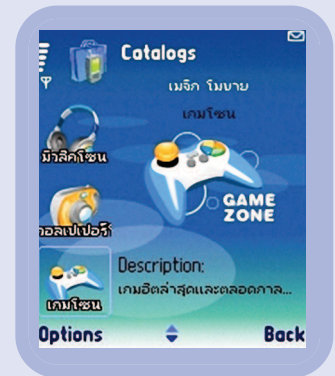 Catalogs
เมจิก โมบาย
เกมโซน
มิวสิคโซน
GAME
ZONE
วอลเปเปอร์
Description:
เกมฮิตล่าสุดและตลอดกาล...
เกมโซน
Options
Back